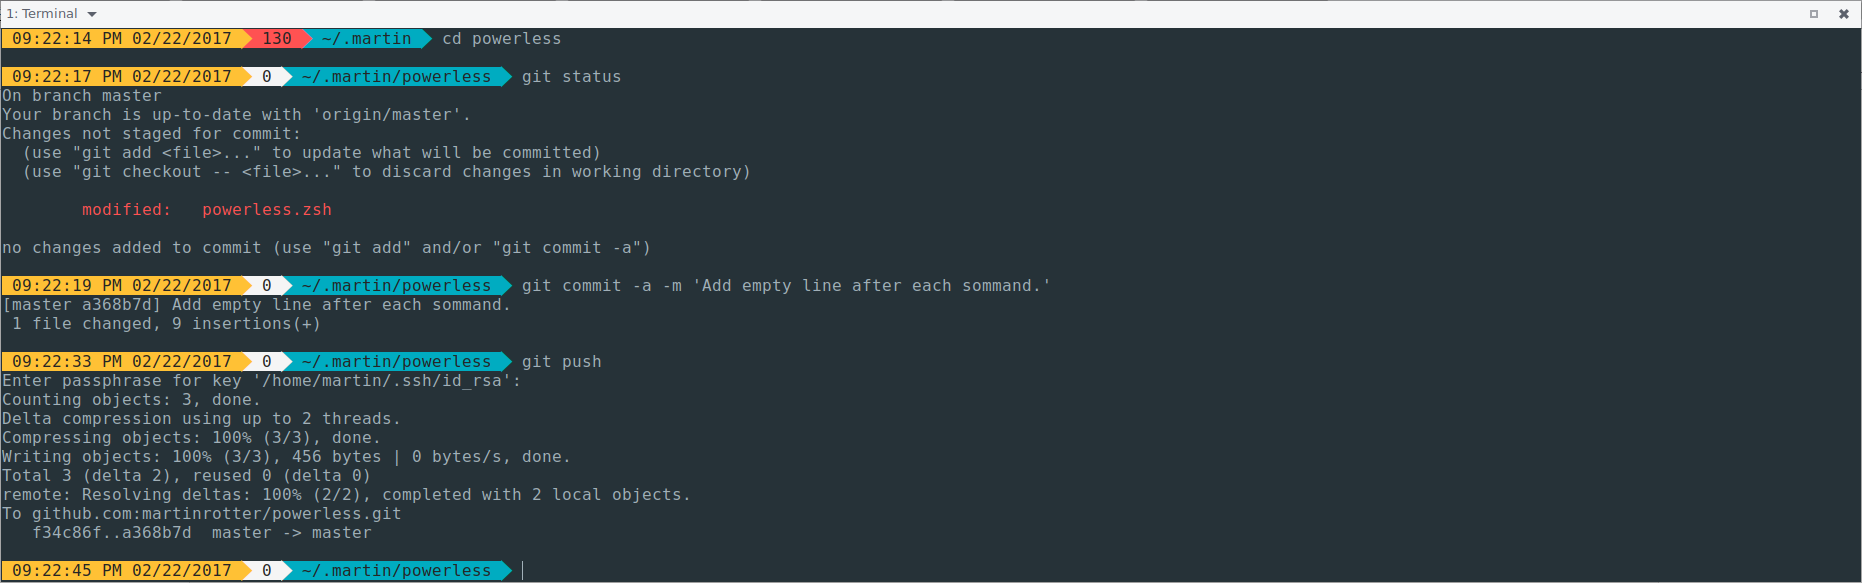 1: Terminal
09:22:14 PM 02/22/2017 130 ~/.martin cd powerless
09:22:17 PM 02/22/2017 0 ~/.martin/powerless git status
On branch master
Your branch is up-to-date with 'origin/master'.
Changes not staged for commit:
(use "git add <file>..." to update what will be committed)
(use "git checkout -- <file>..." to discard changes in working directory)
modified: powerless.zsh
no changes added to commit (use "git add" and/or "git commit -a")
09:22:19 PM 02/22/2017 0 ~/.martin/powerless git commit -a -m 'Add empty line after each sommand.'
[master a368b7d] Add empty line after each sommand.
1 file changed, 9 insertions(+)
09:22:33 PM 02/22/2017 0 ~/.martin/powerless git push
Enter passphrase for key '/home/martin/.ssh/id_rsa':
Counting objects: 3, done.
Delta compression using up to 2 threads.
Compressing objects: 100% (3/3), done.
Writing objects: 100% (3/3), 456 bytes | 0 bytes/s, done.
Total 3 (delta 2), reused 0 (delta 0)
remote: Resolving deltas: 100% (2/2), completed with 2 local objects.
To github.com:martinrotter/powerless.git
f34c86f..a368b7d master -> master
09:22:45 PM 02/22/2017 0 ~/.martin/powerless